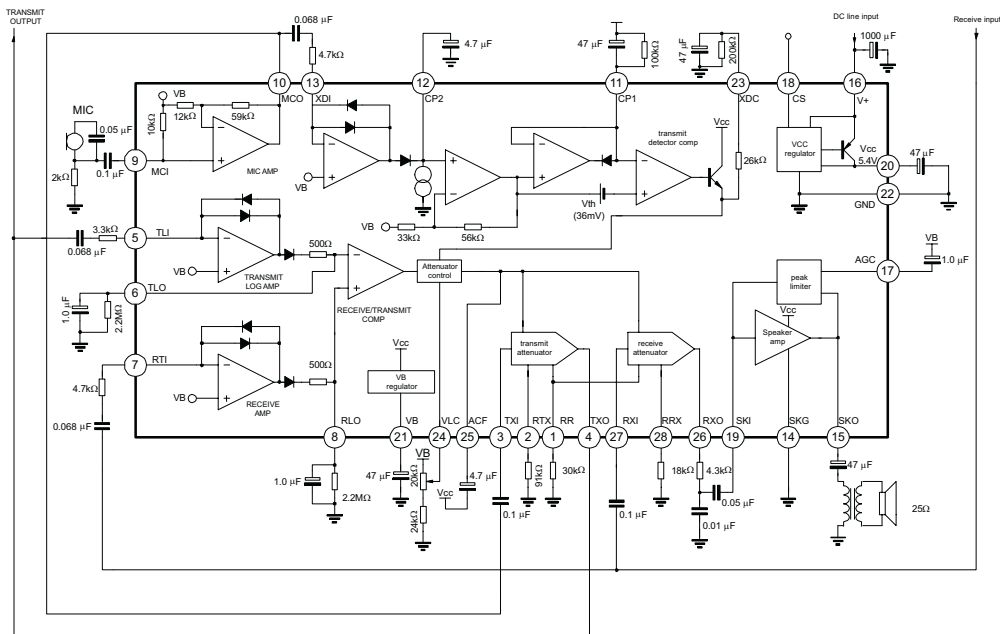 TRANSMIT
OUTPUT
DC line input
Receive input
0.068 µF
4.7kΩ
4.7 µF
47 µF
100kΩ
47 µF
200kΩ
1000 µF
10
13
12
11
23
18
16
MCO
XDI
CP2
CP1
XDC
CS
V+
MIC
0.05 µF
VB
12kΩ
59kΩ
10kΩ
MIC AMP
9
MCI
0.1 µF
2kΩ
VB
transmit
detector comp
Vcc
26kΩ
VCC
regulator
Vcc
5.4V
20
47 µF
22
GND
Vth
(36mV)
VB
33kΩ
56kΩ
3.3kΩ
5
TLI
0.068 µF
VB
TRANSMIT
LOG AMP
500Ω
6
TLO
1.0 µF
2.2MΩ
Attenuator
control
RECEIVE/TRANSMIT
COMP
AGC
17
VB
1.0 µF
peak
limiter
Vcc
Speaker
amp
transmit
attenuator
receive
attenuator
7
RTI
4.7kΩ
VB
RECEIVE
AMP
500Ω
Vcc
VB
regulator
0.068 µF
RLO
VB
VLC
ACF
TXI
RTX
RR
TXO
RXI
RRX
RXO
SKI
SKG
SKO
8
21
24
25
3
2
1
4
27
28
26
19
14
15
1.0 µF
2.2MΩ
47 µF
VB
20kΩ
24kΩ
Vcc
4.7 µF
0.1 µF
91kΩ
30kΩ
0.1 µF
18kΩ
4.3kΩ
0.05 µF
0.01 µF
47 µF
25Ω